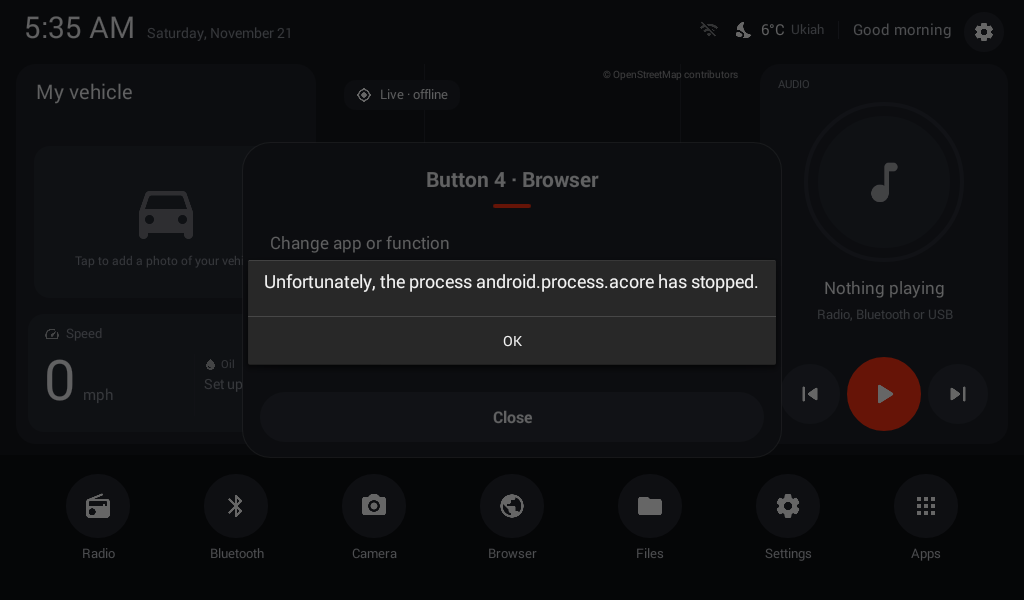 5:35 AM
Saturday, November 21
6°C Ukiah
Good morning
© OpenStreetMap contributors
My vehicle
Live · offline
AUDIO
Button 4 · Browser
Tap to add a photo of your
Change app or function
Unfortunately, the process android.process.acore has stopped.
OK
Nothing playing
Radio, Bluetooth or USB
Speed
0 mph
Oil
Set up
Close
Radio
Bluetooth
Camera
Browser
Files
Settings
Apps